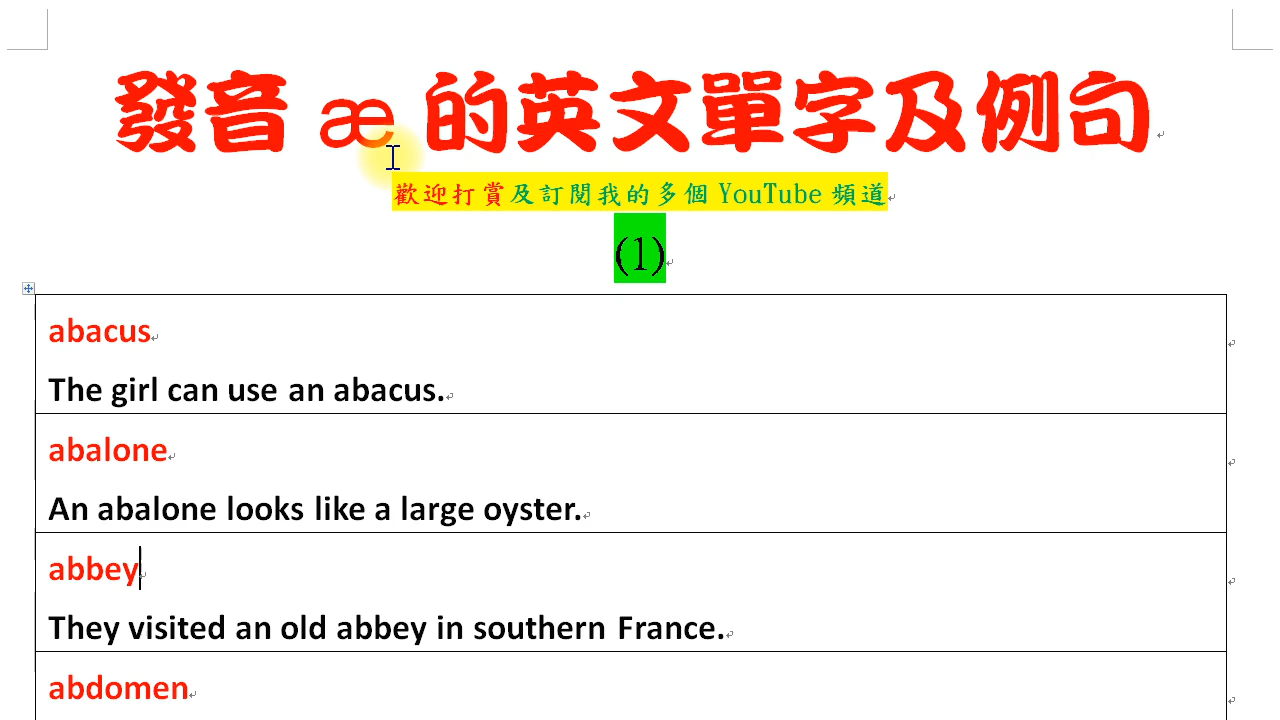 發音 æ 的英文單字及例句
歡迎打賞及訂閱我的多個 YouTube 頻道
(1)
abacus
The girl can use an abacus.
abalone
An abalone looks like a large oyster.
abbey
They visited an old abbey in southern France.
abdomen